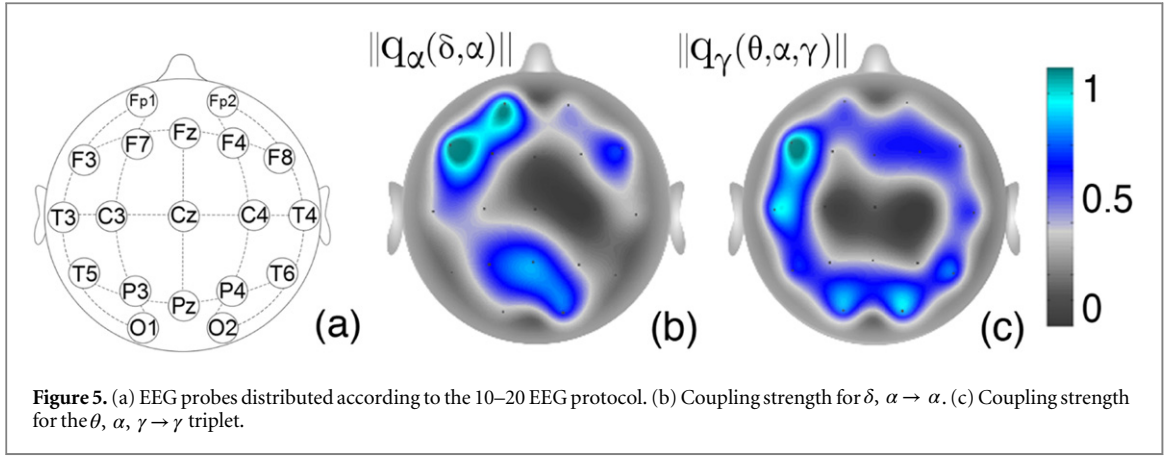 ||qα(δ,α)||
||qγ(θ,α,γ)||
Fp1 Fp2
F3 F7 Fz F4 F8
T3 C3 Cz C4 T4
T5 P3 Pz P4 T6
O1 O2
(a)
(b)
(c)
1
0.5
0
Figure 5. (a) EEG probes distributed according to the 10–20 EEG protocol. (b) Coupling strength for δ, α → α. (c) Coupling strength
for the θ, α, γ → γ triplet.